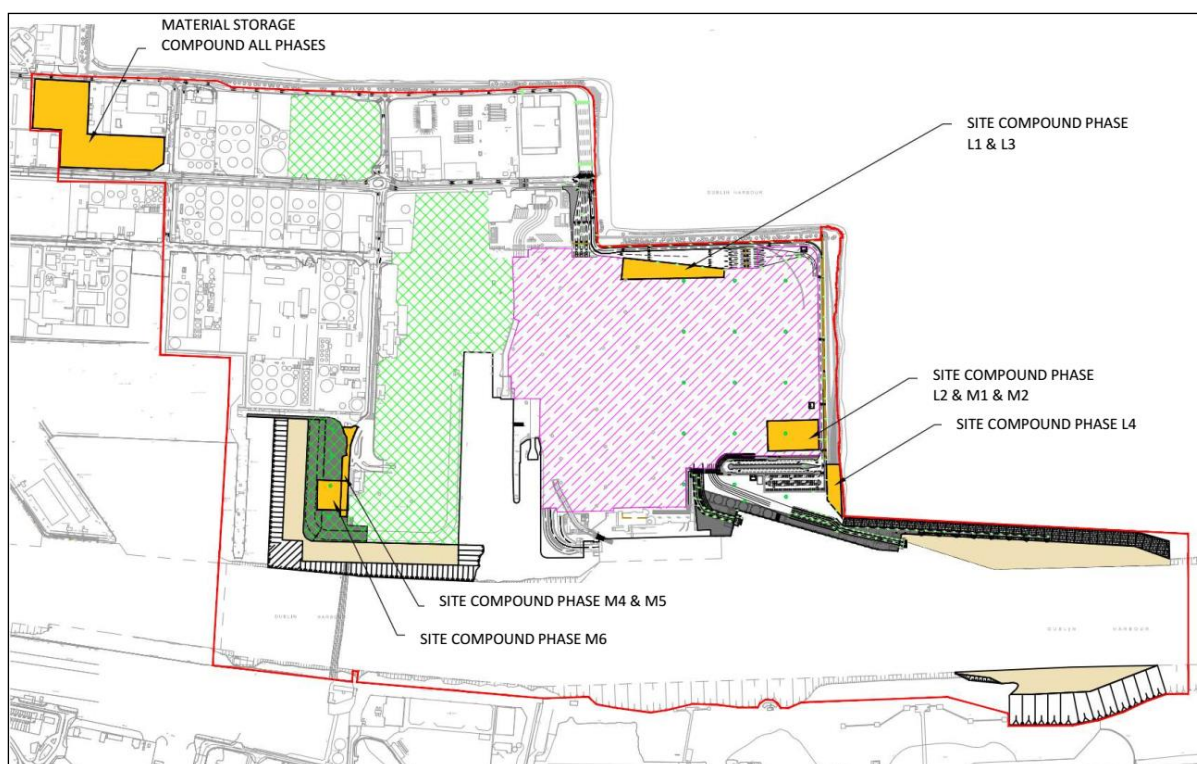 MATERIAL STORAGE
COMPOUND ALL PHASES
SITE COMPOUND PHASE
L1 & L3
DUBLIN HARBOUR
SITE COMPOUND PHASE
L2 & M1 & M2
SITE COMPOUND PHASE L4
SITE COMPOUND PHASE M4 & M5
DUBLIN HARBOUR
SITE COMPOUND PHASE M6
DUBLIN HARBOUR